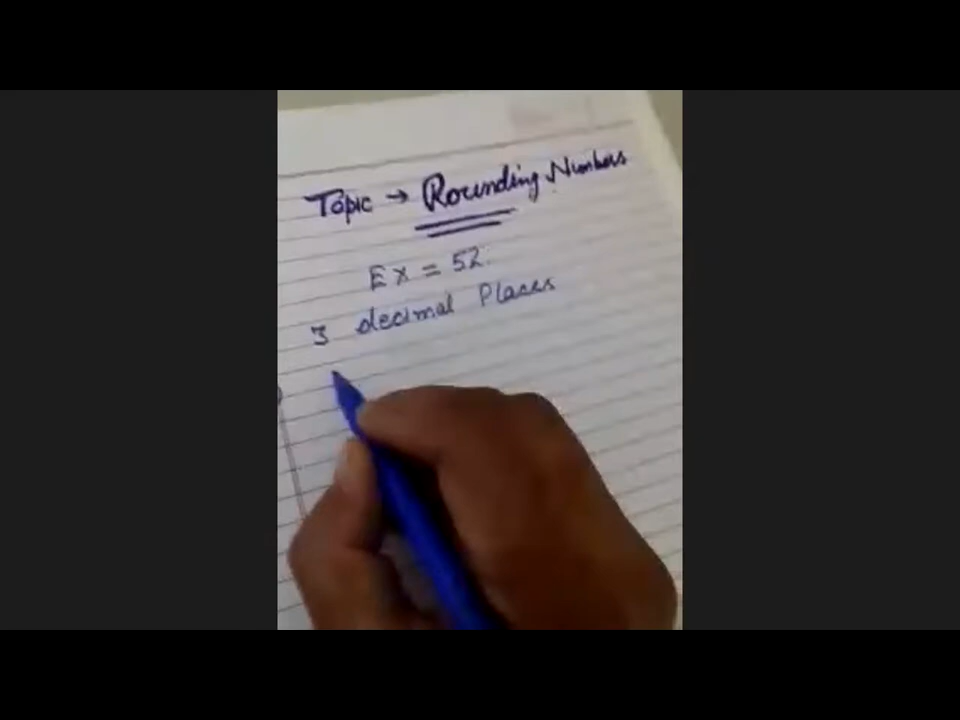 Topic → Rounding Numbers
Ex = 52.
3 decimal Places